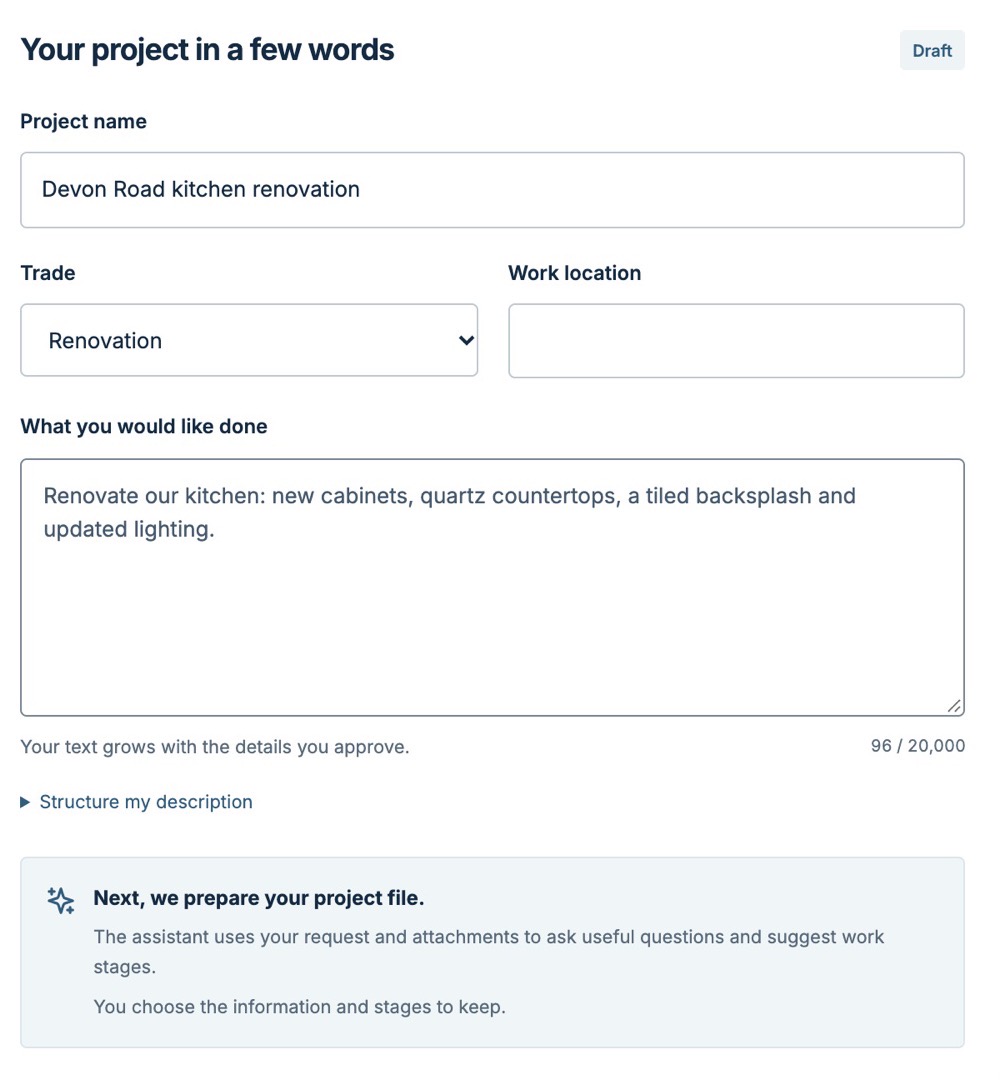 Your project in a few words
Draft
Project name
Devon Road kitchen renovation
Trade
Work location
Renovation
What you would like done
Renovate our kitchen: new cabinets, quartz countertops, a tiled backsplash and
updated lighting.
Your text grows with the details you approve.
96 / 20,000
Structure my description
Next, we prepare your project file.
The assistant uses your request and attachments to ask useful questions and suggest work
stages.
You choose the information and stages to keep.